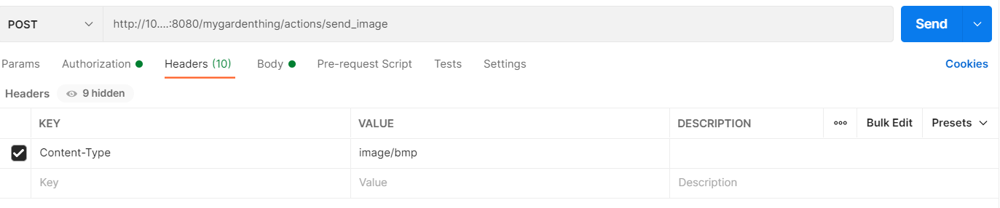 POST http://10....:8080/mygardenthing/actions/send_image Send
Params Authorization Headers (10) Body Pre-request Script Tests Settings Cookies
Headers 9 hidden
KEY VALUE DESCRIPTION ooo Bulk Edit Presets
Content-Type image/bmp
Key Value Description